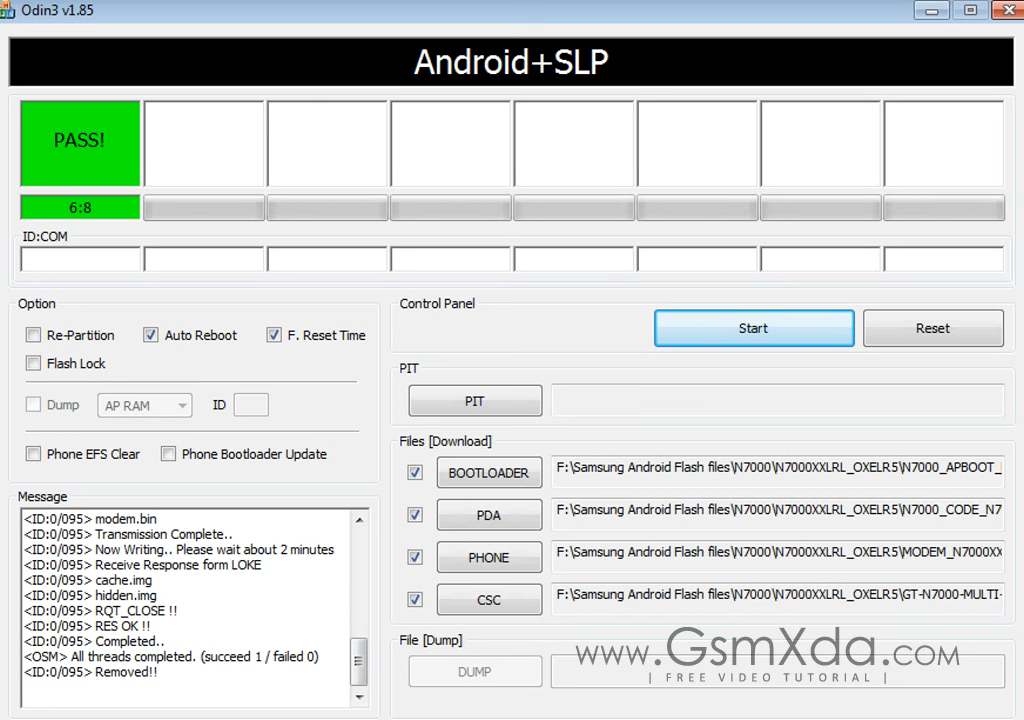 Odin3 v1.85
Android+SLP
PASS!
6:8
ID:COM
Option
Re-Partition
Auto Reboot
F. Reset Time
Flash Lock
Dump
AP RAM
ID
Phone EFS Clear
Phone Bootloader Update
Message
<ID:0/095> modem.bin
<ID:0/095> Transmission Complete..
<ID:0/095> Now Writing.. Please wait about 2 minutes
<ID:0/095> Receive Response form LOKE
<ID:0/095> cache.img
<ID:0/095> hidden.img
<ID:0/095> RQT_CLOSE !!
<ID:0/095> RES OK !!
<ID:0/095> Completed..
<OSM> All threads completed. (succeed 1 / failed 0)
<ID:0/095> Removed!!
Control Panel
Start
Reset
PIT
PIT
Files [Download]
BOOTLOADER
F:\Samsung Android Flash files\N7000\N7000XXLRL_OXELR5\N7000_APBOOT_
PDA
F:\Samsung Android Flash files\N7000\N7000XXLRL_OXELR5\N7000_CODE_N7
PHONE
F:\Samsung Android Flash files\N7000\N7000XXLRL_OXELR5\MODEM_N7000XX
CSC
F:\Samsung Android Flash files\N7000\N7000XXLRL_OXELR5\GT-N7000-MULTI-
File [Dump]
DUMP
www.GsmXda.com
| FREE VIDEO TUTORIAL |